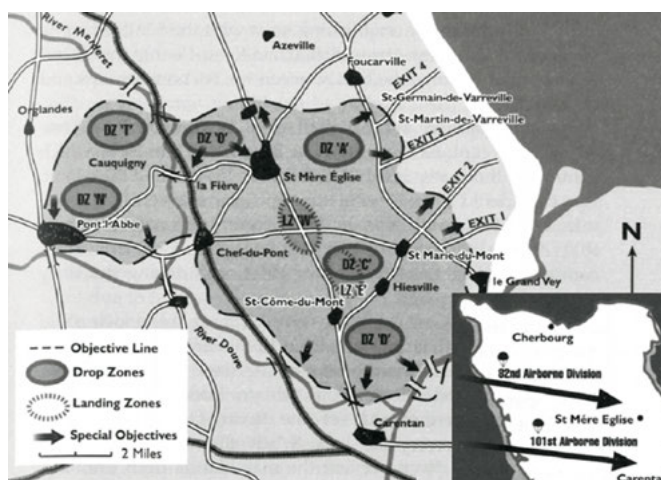 River Merderet
Azeville
Foucarville
EXIT 4
St-Germain-de-Varreville
St-Martin-de-Varreville
EXIT 3
Orglandes
DZ 'T'
DZ 'O'
DZ 'A'
Cauquigny
St Mère Église
EXIT 2
la Fière
DZ 'N'
LZ 'W'
EXIT 1
Pont l'Abbe
Chef-du-Pont
St Marie-du-Mont
DZ 'C'
le Grand Vey
LZ 'E'
Hiesville
St-Côme-du-Mont
River Douve
DZ 'D'
Carentan
N
Objective Line
Drop Zones
Landing Zones
Special Objectives
2 Miles
Cherbourg
82nd Airborne Division
St Mére Eglise
101st Airborne Division
Carentan